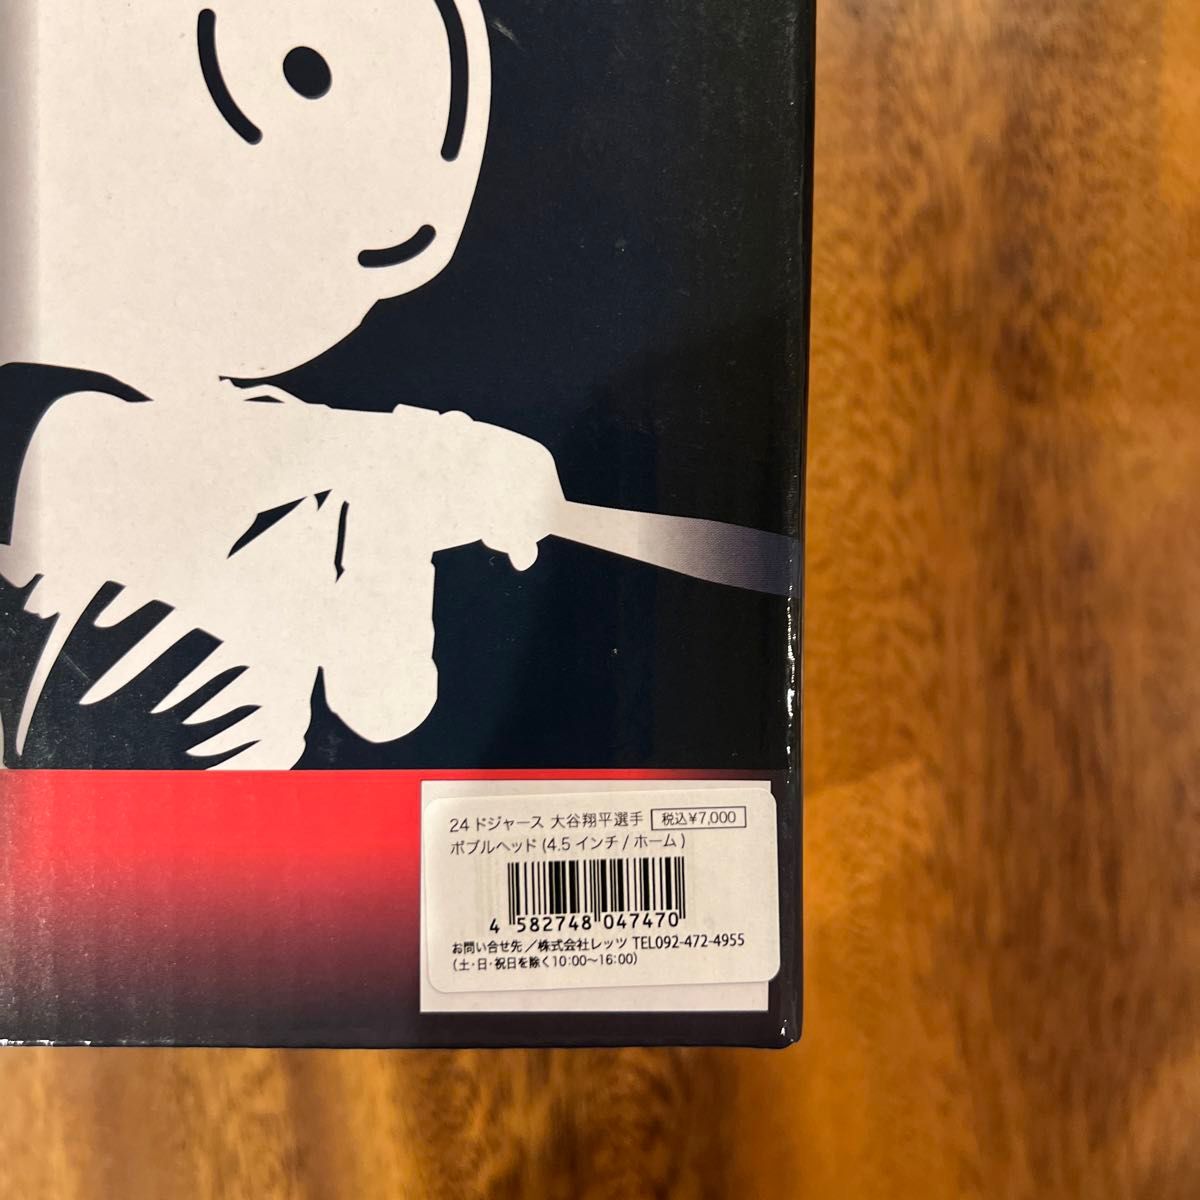 24 ドジャース 大谷翔平選手 税込¥7,000
ボブルヘッド (4.5 インチ / ホーム )
4 582748 047470
お問い合せ先／株式会社レッツ TEL092-472-4955
(土・日・祝日を除く10:00〜16:00)